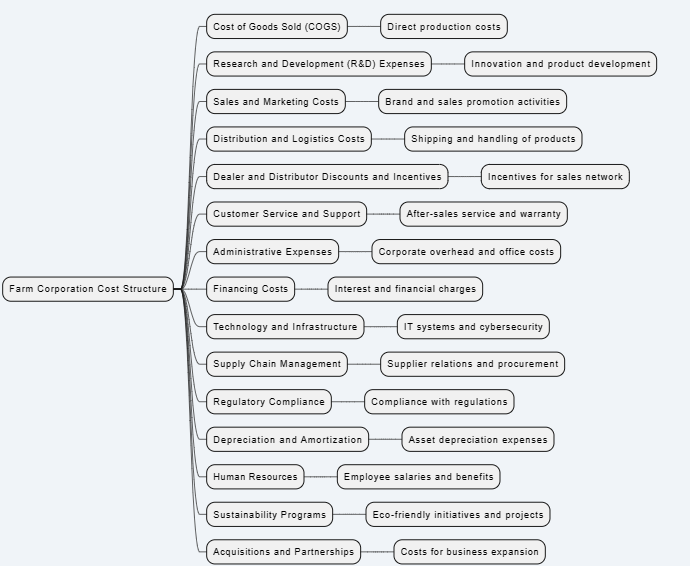 Cost of Goods Sold (COGS) Direct production costs
Research and Development (R&D) Expenses Innovation and product development
Sales and Marketing Costs Brand and sales promotion activities
Distribution and Logistics Costs Shipping and handling of products
Dealer and Distributor Discounts and Incentives Incentives for sales network
Customer Service and Support After-sales service and warranty
Administrative Expenses Corporate overhead and office costs
Farm Corporation Cost Structure Financing Costs Interest and financial charges
Technology and Infrastructure IT systems and cybersecurity
Supply Chain Management Supplier relations and procurement
Regulatory Compliance Compliance with regulations
Depreciation and Amortization Asset depreciation expenses
Human Resources Employee salaries and benefits
Sustainability Programs Eco-friendly initiatives and projects
Acquisitions and Partnerships Costs for business expansion